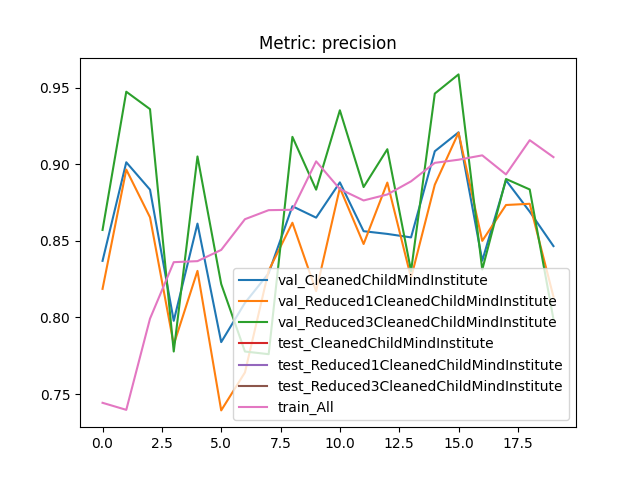 Metric: precision
0.95
0.90
0.85
0.80
0.75
val_CleanedChildMindInstitute
val_Reduced1CleanedChildMindInstitute
val_Reduced3CleanedChildMindInstitute
test_CleanedChildMindInstitute
test_Reduced1CleanedChildMindInstitute
test_Reduced3CleanedChildMindInstitute
train_All
0.0 2.5 5.0 7.5 10.0 12.5 15.0 17.5